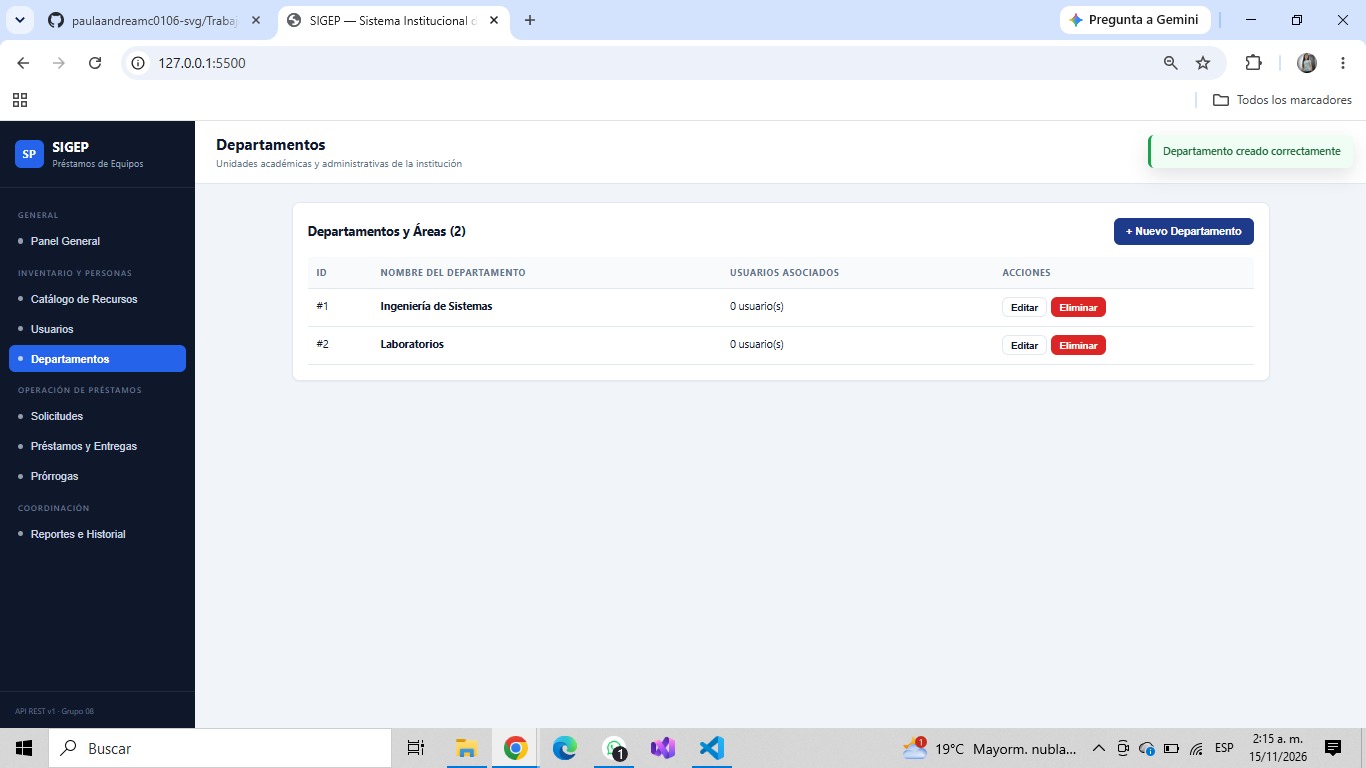 paulaandreamc0106-svg/Traba
SIGEP — Sistema Institucional d
Pregunta a Gemini
127.0.0.1:5500
Todos los marcadores
SP
SIGEP
Préstamos de Equipos
GENERAL
Panel General
INVENTARIO Y PERSONAS
Catálogo de Recursos
Usuarios
Departamentos
OPERACIÓN DE PRÉSTAMOS
Solicitudes
Préstamos y Entregas
Prórrogas
COORDINACIÓN
Reportes e Historial
API REST v1 · Grupo 08
Departamentos
Unidades académicas y administrativas de la institución
Departamento creado correctamente
Departamentos y Áreas (2)
+ Nuevo Departamento
ID NOMBRE DEL DEPARTAMENTO USUARIOS ASOCIADOS ACCIONES
#1 Ingeniería de Sistemas 0 usuario(s) Editar Eliminar
#2 Laboratorios 0 usuario(s) Editar Eliminar
Buscar
1
1
19°C Mayorm. nubla...
ESP
2:15 a. m.
15/11/2026